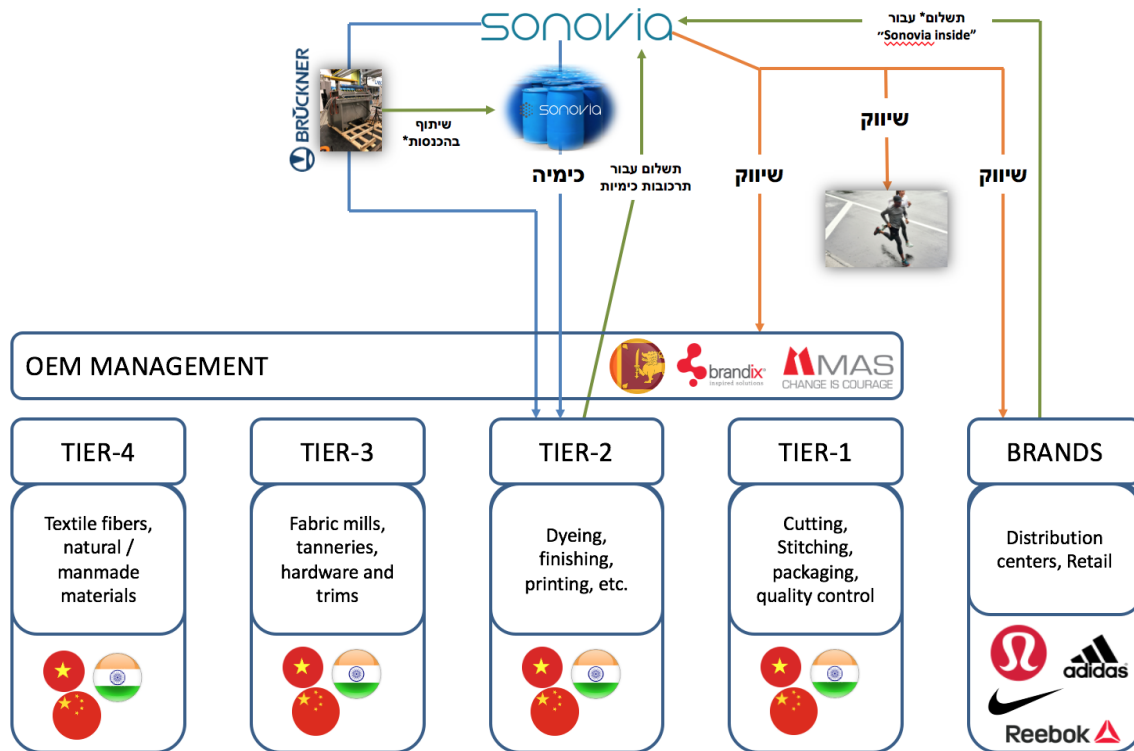 sonovia
תשלום* עבור
"Sonovia inside"
BRÜCKNER
sonovia
שיתוף
בהכנסות*
כימיה
תשלום עבור
תרכובות כימיות
שיווק
שיווק
שיווק
OEM MANAGEMENT
brandix
inspired solutions
MAS
CHANGE IS COURAGE
TIER-4
Textile fibers,
natural /
manmade
materials
TIER-3
Fabric mills,
tanneries,
hardware and
trims
TIER-2
Dyeing,
finishing,
printing, etc.
TIER-1
Cutting,
Stitching,
packaging,
quality control
BRANDS
Distribution
centers, Retail
adidas
Reebok